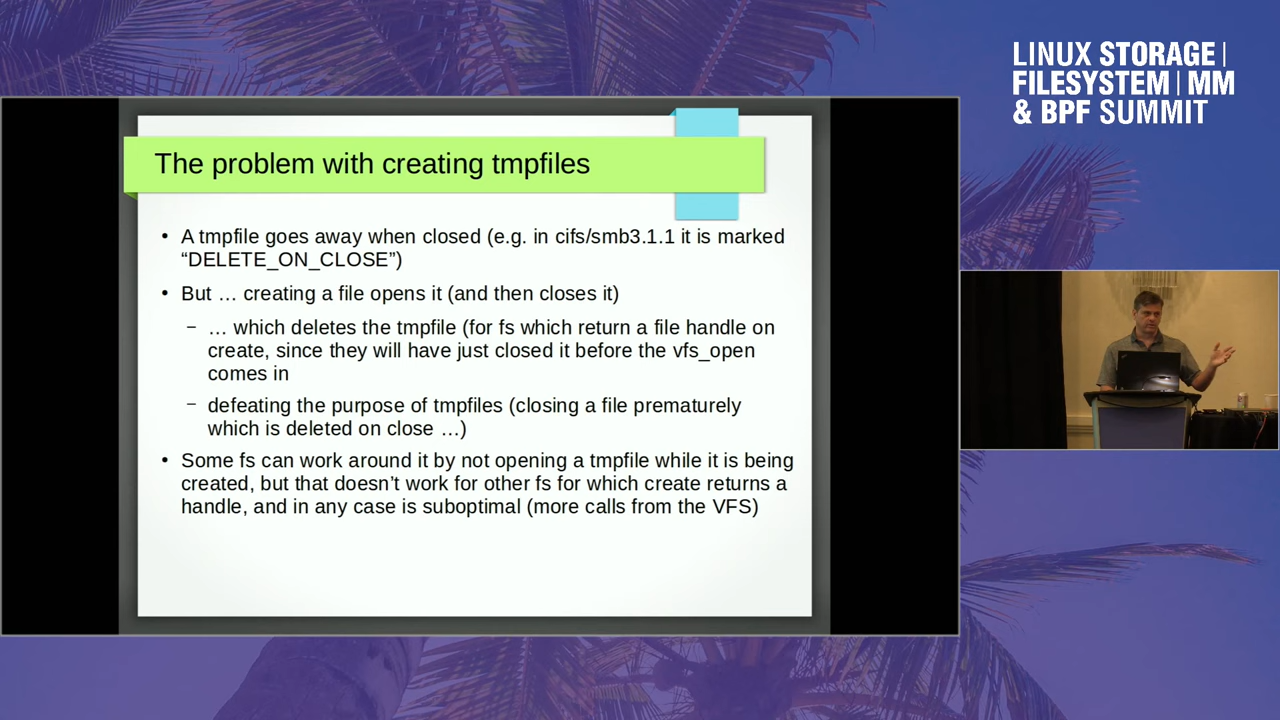 LINUX STORAGE |
FILESYSTEM | MM
& BPF SUMMIT
The problem with creating tmpfiles
• A tmpfile goes away when closed (e.g. in cifs/smb3.1.1 it is marked
“DELETE_ON_CLOSE”)
• But … creating a file opens it (and then closes it)
– … which deletes the tmpfile (for fs which return a file handle on
create, since they will have just closed it before the vfs_open
comes in
– defeating the purpose of tmpfiles (closing a file prematurely
which is deleted on close …)
• Some fs can work around it by not opening a tmpfile while it is being
created, but that doesn’t work for other fs for which create returns a
handle, and in any case is suboptimal (more calls from the VFS)